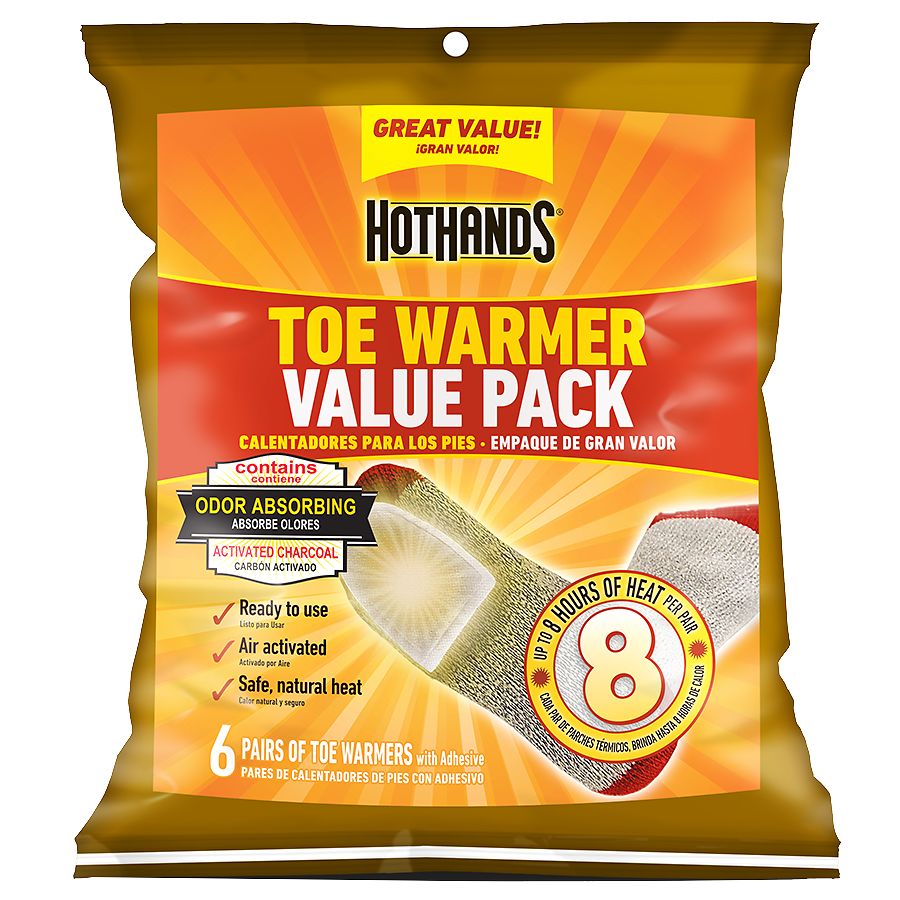 GREAT VALUE!
¡GRAN VALOR!
HOTHANDS®
TOE WARMER
VALUE PACK
CALENTADORES PARA LOS PIES · EMPAQUE DE GRAN VALOR
contains
contiene
ODOR ABSORBING
ABSORBE OLORES
ACTIVATED CHARCOAL
CARBÓN ACTIVADO
✓ Ready to use
Listo para Usar
✓ Air activated
Activado por Aire
✓ Safe, natural heat
Calor natural y seguro
UP TO 8 HOURS OF HEAT PER PAIR
8
CADA PAR DE PARCHES TÉRMICOS, BRINDA HASTA 8 HORAS DE CALOR
6 PAIRS OF TOE WARMERS with Adhesive
PARES DE CALENTADORES DE PIES CON ADHESIVO